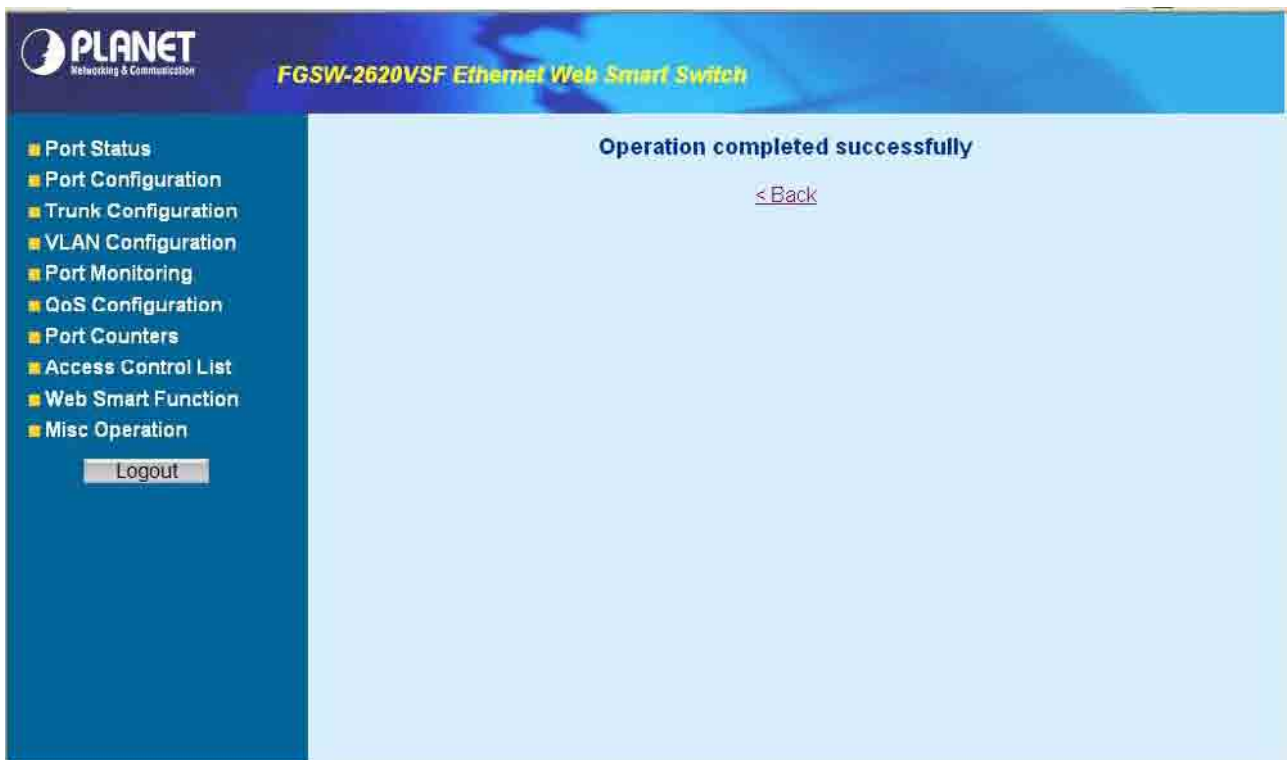 PLANET
Networking & Communication
FGSW-2620VSF Ethernet Web Smart Switch
Port Status
Port Configuration
Trunk Configuration
VLAN Configuration
Port Monitoring
QoS Configuration
Port Counters
Access Control List
Web Smart Function
Misc Operation
Logout
Operation completed successfully
< Back